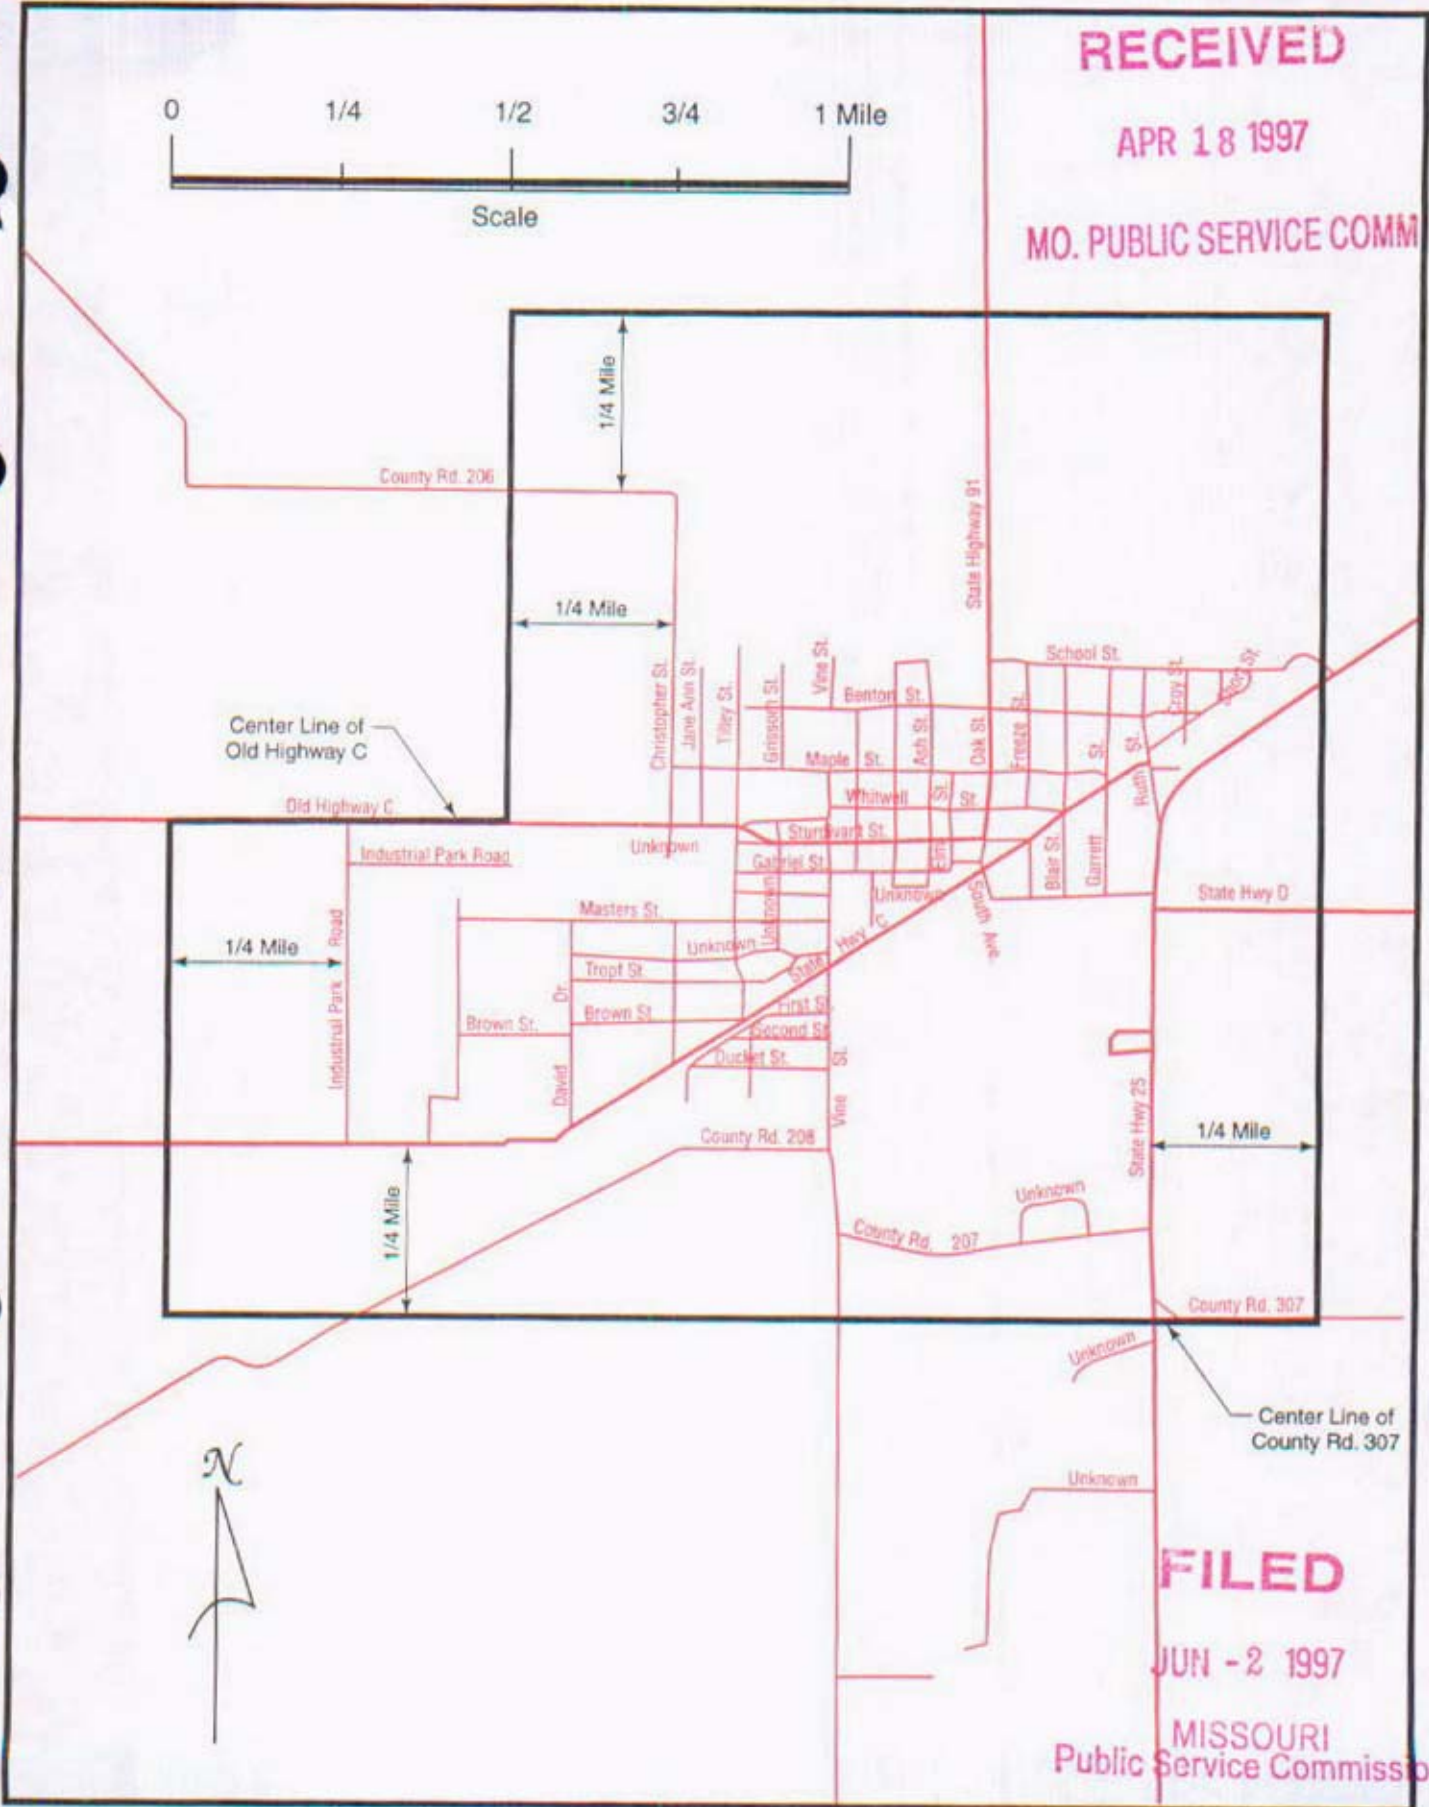 RECEIVED
APR 18 1997
MO. PUBLIC SERVICE COMM
0 1/4 1/2 3/4 1 Mile
Scale
1/4 Mile
County Rd. 206
State Highway 91
1/4 Mile
School St.
Christopher St.
Jane Ann St.
Tilley St.
Grissom St.
Vine St.
Benton St.
Ash St.
Oak St.
Freeze St.
St.
St.
Croy St.
Center Line of
Old Highway C
Maple St.
Ruth
Old Highway C.
Whitwell St.
St.
Elm
Sturdivant St.
Unknown
Industrial Park Road
Gabriel St.
Blair St.
Garrett
Unknown
Unknown
South Ave.
State Hwy D
Masters St.
1/4 Mile
Industrial Park Road
Unknown
State Hwy C
Tropf St.
David Dr.
Brown St.
Brown St.
First St.
Second St.
Ducket St.
Vine St.
State Hwy 25
County Rd. 208
1/4 Mile
1/4 Mile
Unknown
County Rd. 207
County Rd. 307
Unknown
Center Line of
County Rd. 307
N
Unknown
FILED
JUN -2 1997
MISSOURI
Public Service Commissio